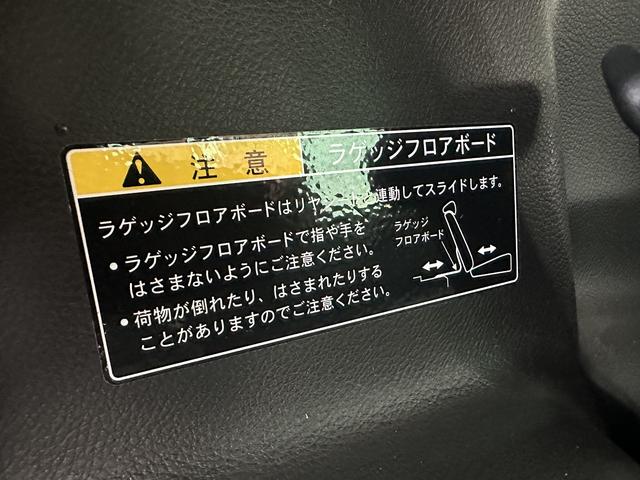 注意 ラゲッジフロアボード
ラゲッジフロアボードはリヤ 連動してスライドします。
• ラゲッジフロアボードで指や手を
はさまないようにご注意ください。
• 荷物が倒れたり、はさまれたりする
ことがありますのでご注意ください。
ラゲッジ
フロアボード